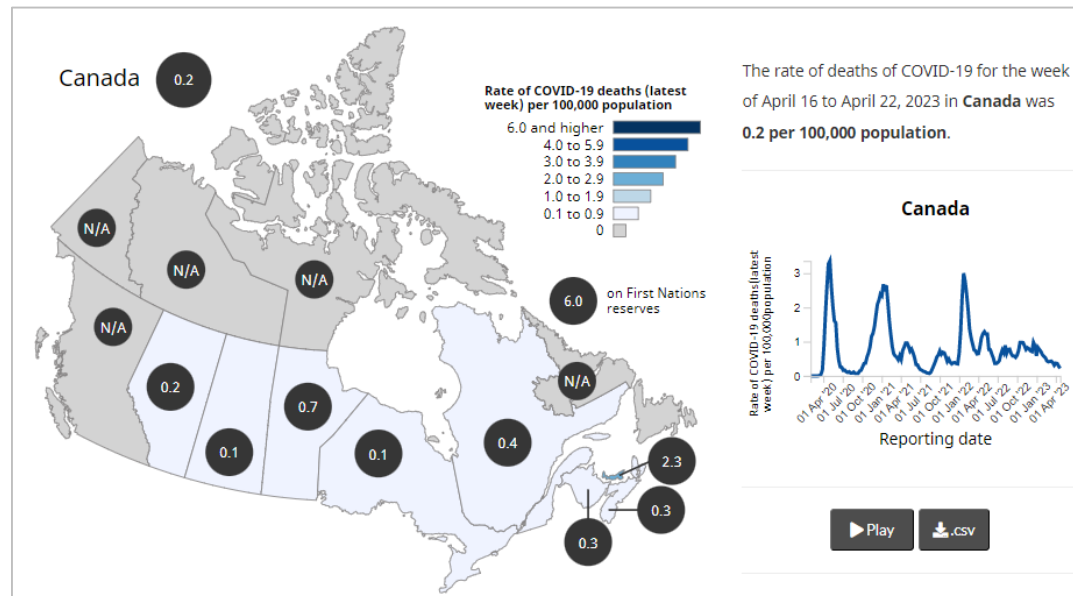 Canada
0.2
Rate of COVID-19 deaths (latest
week) per 100,000 population
6.0 and higher
4.0 to 5.9
3.0 to 3.9
2.0 to 2.9
1.0 to 1.9
0.1 to 0.9
0
N/A
N/A
N/A
N/A
6.0
on First Nations
reserves
N/A
0.2
0.1
0.7
0.1
0.4
2.3
0.3
0.3
The rate of deaths of COVID-19 for the week
of April 16 to April 22, 2023 in Canada was
0.2 per 100,000 population.
Canada
Rate of COVID-19 deaths(latest
week) per 100,000population
3
2
1
0
01 Apr '20
01 Jul '20
01 Oct '20
01 Jan '21
01 Apr '21
01 Jul '21
01 Oct '21
01 Jan '22
01 Apr '22
01 Jul '22
01 Oct '22
01 Jan '23
01 Apr '23
Reporting date
Play
.csv